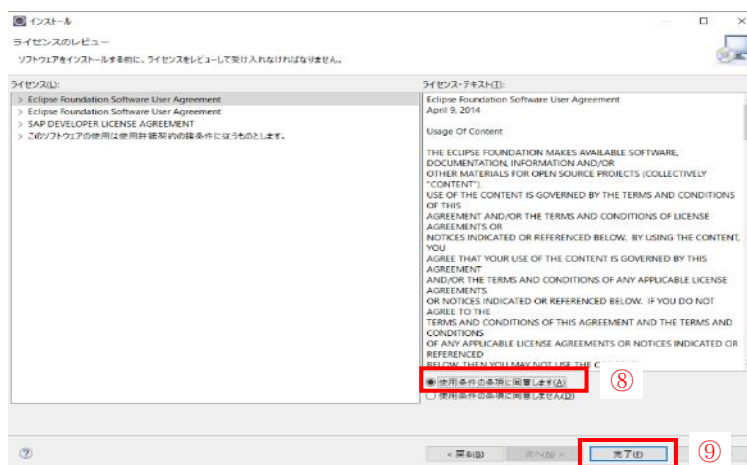 インストール
ライセンスのレビュー
ソフトウェアをインストールする前に、ライセンスをレビューして受け入れなければなりません。
ライセンス(L):
> Eclipse Foundation Software User Agreement
> Eclipse Foundation Software User Agreement
> SAP DEVELOPER LICENSE AGREEMENT
> このソフトウェアの使用は使用許諾契約の諸条件に従うものとします。
ライセンス・テキスト(T):
Eclipse Foundation Software User Agreement
April 9, 2014
Usage Of Content
THE ECLIPSE FOUNDATION MAKES AVAILABLE SOFTWARE,
DOCUMENTATION, INFORMATION AND/OR
OTHER MATERIALS FOR OPEN SOURCE PROJECTS (COLLECTIVELY
"CONTENT").
USE OF THE CONTENT IS GOVERNED BY THE TERMS AND CONDITIONS
OF THIS
AGREEMENT AND/OR THE TERMS AND CONDITIONS OF LICENSE
AGREEMENTS OR
NOTICES INDICATED OR REFERENCED BELOW.  BY USING THE CONTENT,
YOU
AGREE THAT YOUR USE OF THE CONTENT IS GOVERNED BY THIS
AGREEMENT
AND/OR THE TERMS AND CONDITIONS OF ANY APPLICABLE LICENSE
AGREEMENTS
OR NOTICES INDICATED OR REFERENCED BELOW.  IF YOU DO NOT
AGREE TO THE
TERMS AND CONDITIONS OF THIS AGREEMENT AND THE TERMS AND
CONDITIONS
OF ANY APPLICABLE LICENSE AGREEMENTS OR NOTICES INDICATED OR
REFERENCED
BELOW, THEN YOU MAY NOT USE THE
使用条件の条項に同意します(A)
⑧
使用条件の条項に同意しません(D)
< 戻る(B)
次へ(N) >
完了(F)
⑨